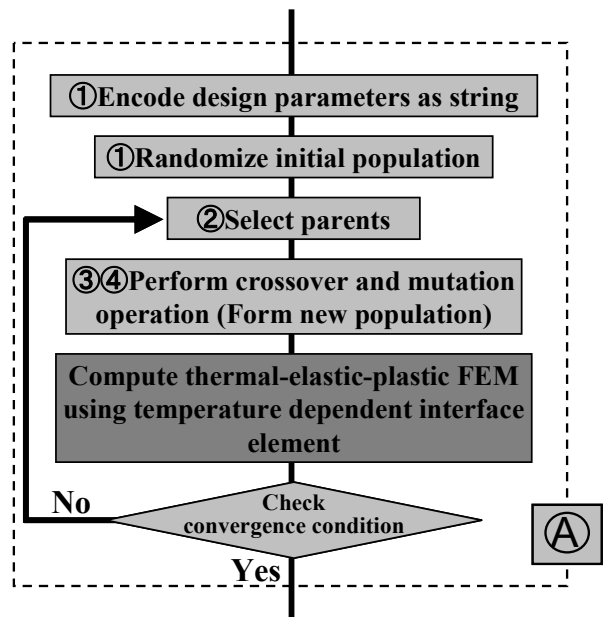 ①Encode design parameters as string
①Randomize initial population
②Select parents
③④Perform crossover and mutation
operation (Form new population)
Compute thermal-elastic-plastic FEM
using temperature dependent interface
element
Check
convergence condition
No
Yes
Ⓐ